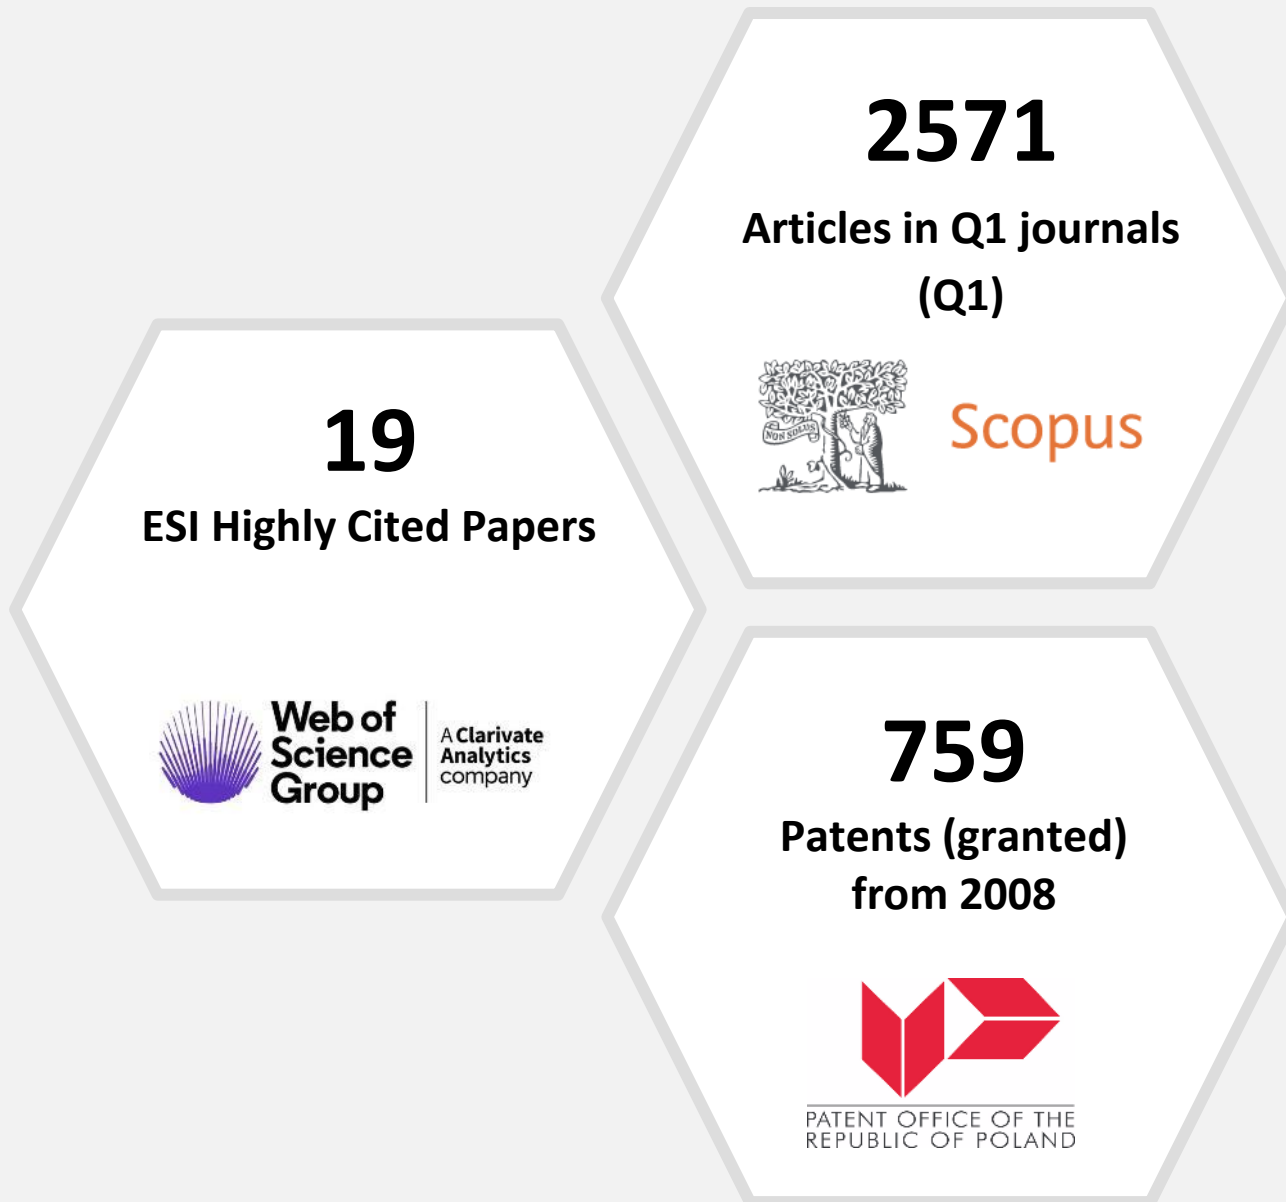 2571
Articles in Q1 journals
(Q1)
NON SOLUS
Scopus
19
ESI Highly Cited Papers
Web of
Science
Group
A Clarivate
Analytics
company
759
Patents (granted)
from 2008
PATENT OFFICE OF THE
REPUBLIC OF POLAND